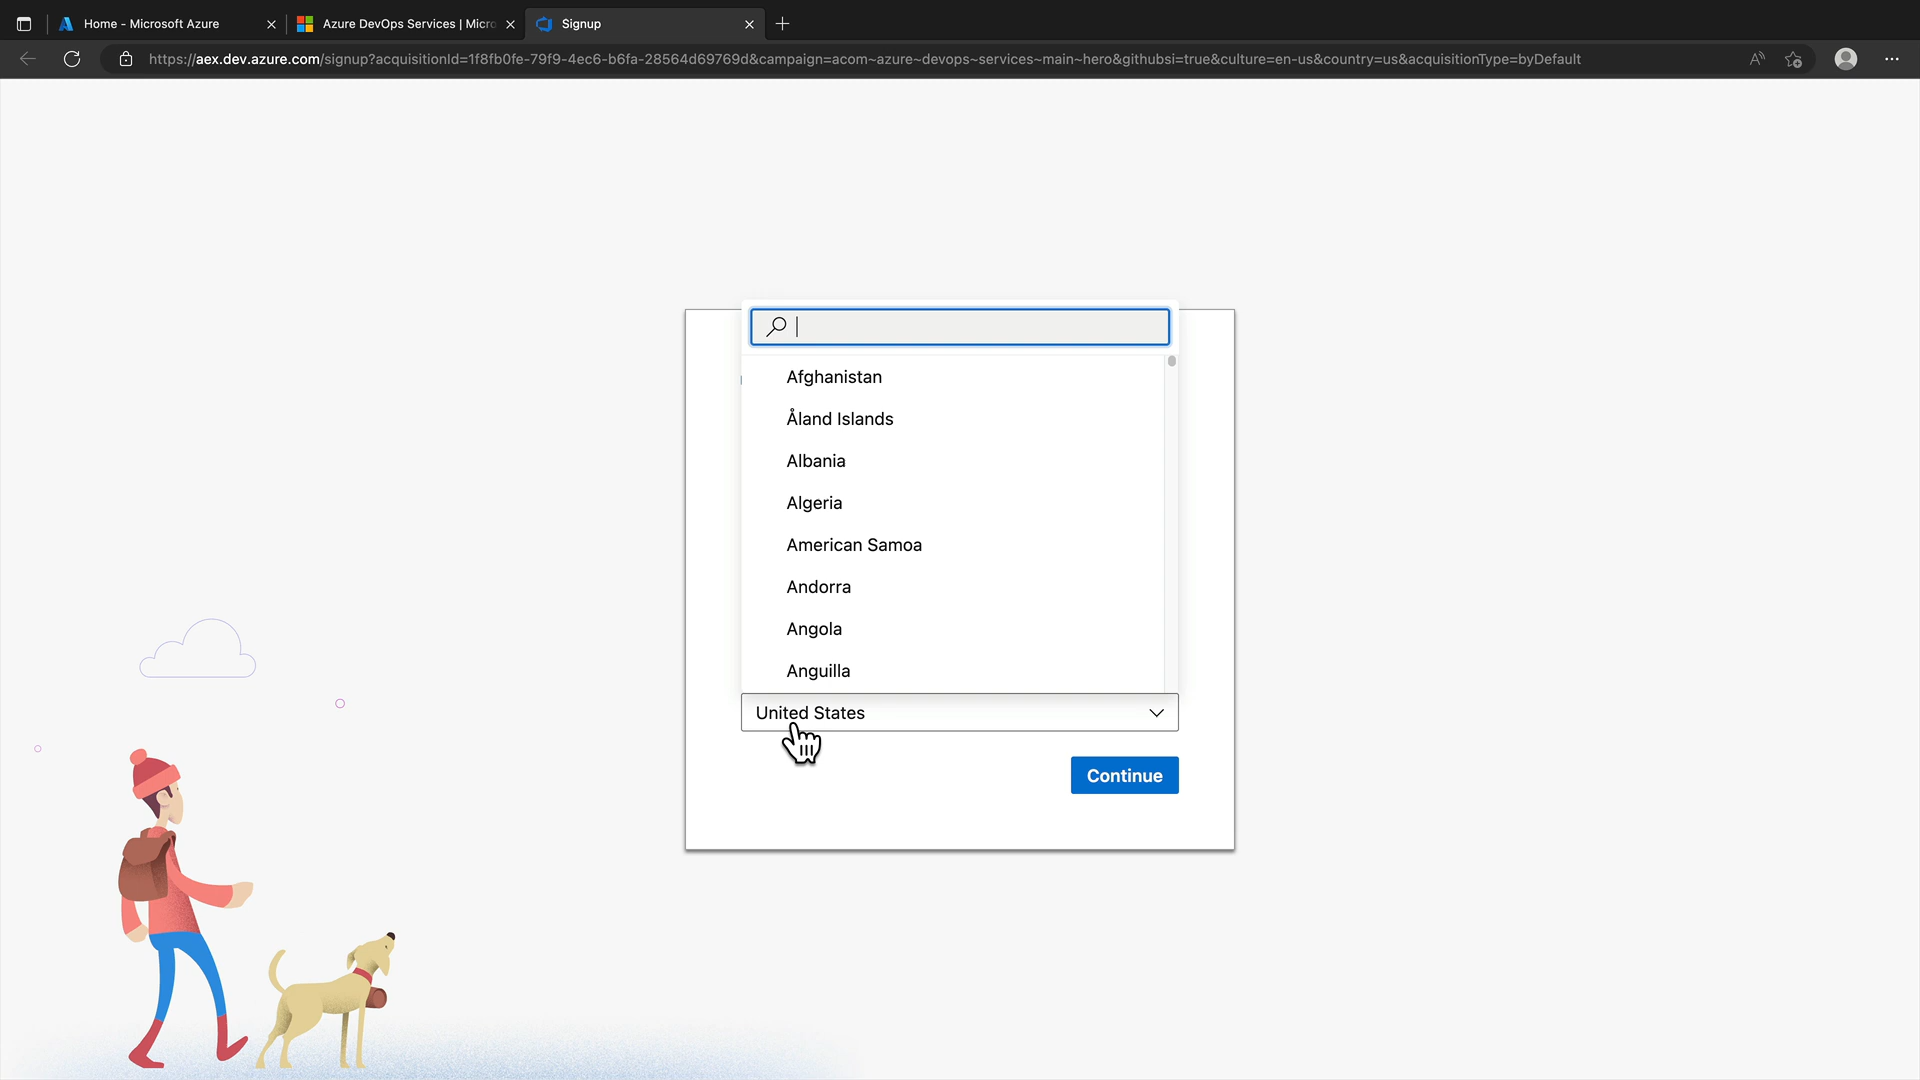 Home - Microsoft Azure
Azure DevOps Services | Micro
Signup
https://aex.dev.azure.com/signup?acquisitionId=1f8fb0fe-79f9-4ec6-b6fa-28564d69769d&campaign=acom~azure~devops~services~main~hero&githubsi=true&culture=en-us&country=us&acquisitionType=byDefault
Afghanistan
Åland Islands
Albania
Algeria
American Samoa
Andorra
Angola
Anguilla
United States
Continue